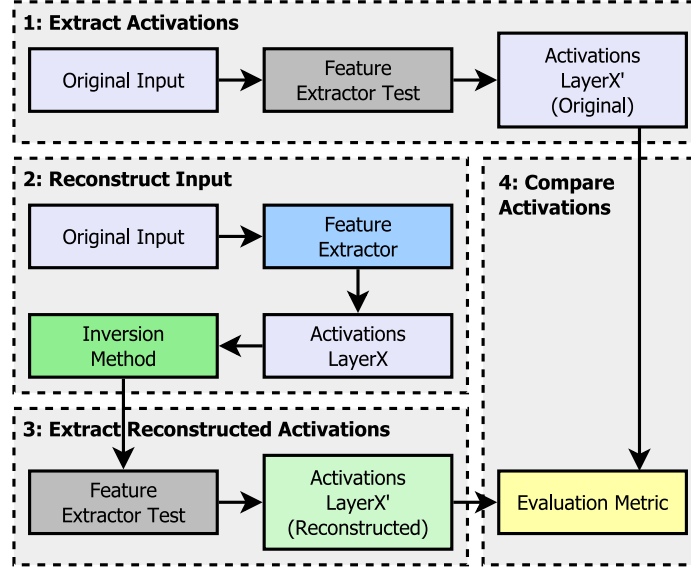 1: Extract Activations
Original Input
Feature
Extractor Test
Activations
LayerX'
(Original)
2: Reconstruct Input
Original Input
Feature
Extractor
Inversion
Method
Activations
LayerX
3: Extract Reconstructed Activations
Feature
Extractor Test
Activations
LayerX'
(Reconstructed)
4: Compare
Activations
Evaluation Metric